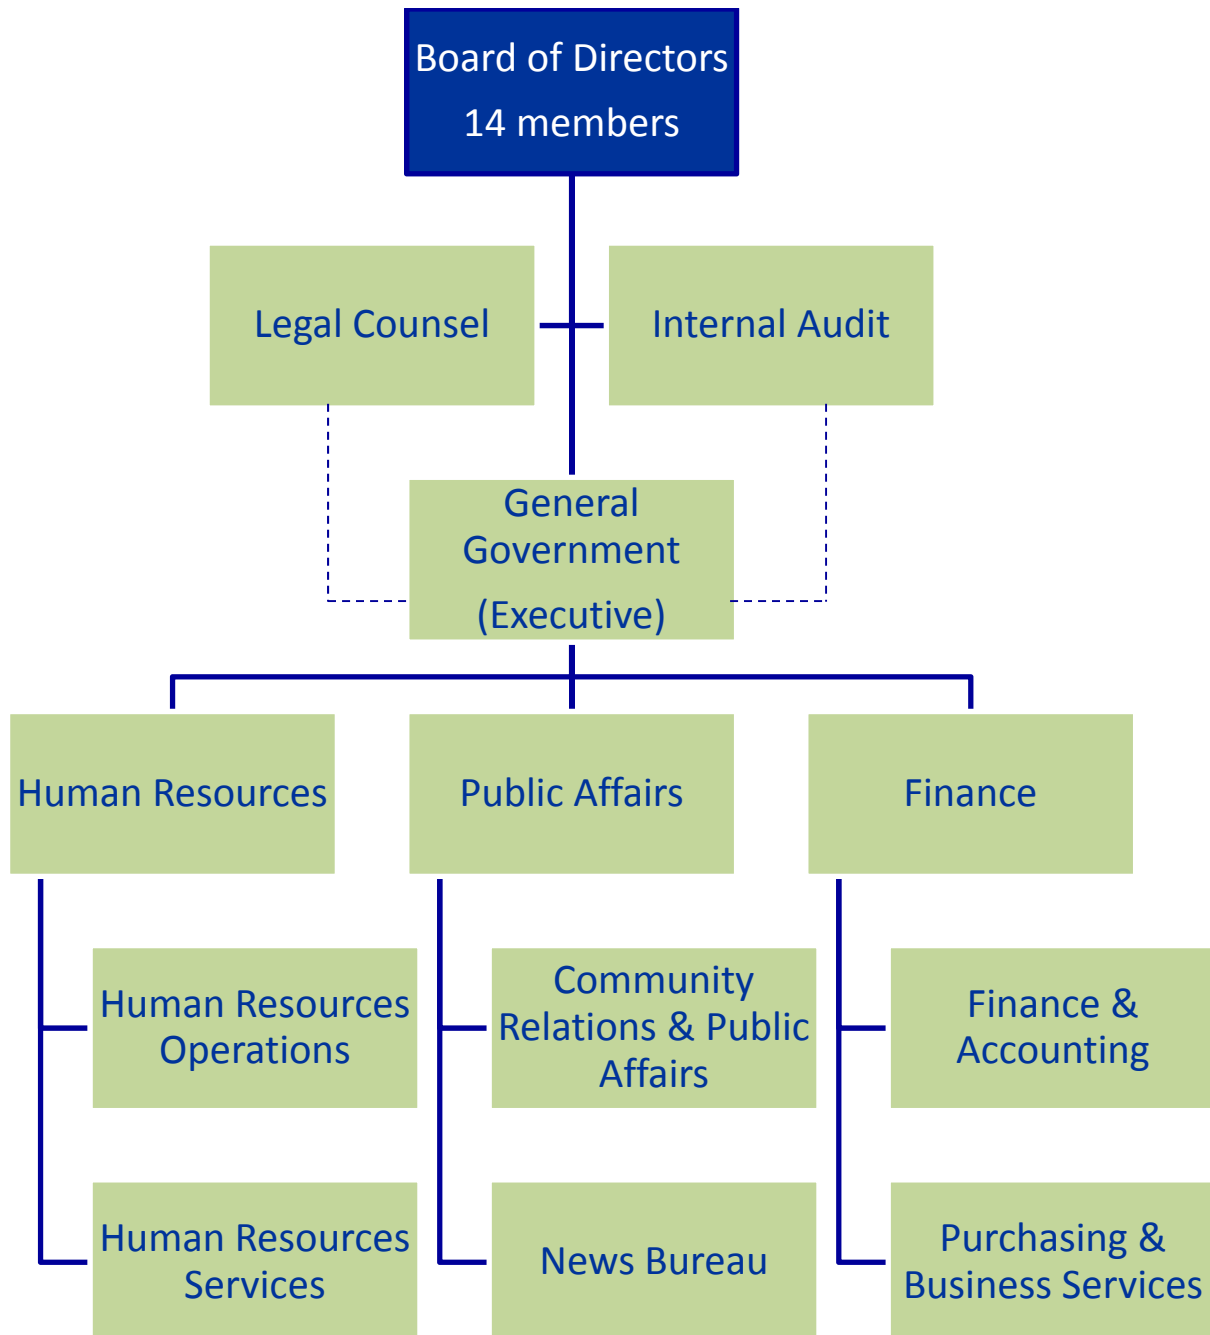 Board of Directors
14 members
Legal Counsel
Internal Audit
General
Government
(Executive)
Human Resources
Public Affairs
Finance
Human Resources
Operations
Community
Relations & Public
Affairs
Finance &
Accounting
Human Resources
Services
News Bureau
Purchasing &
Business Services